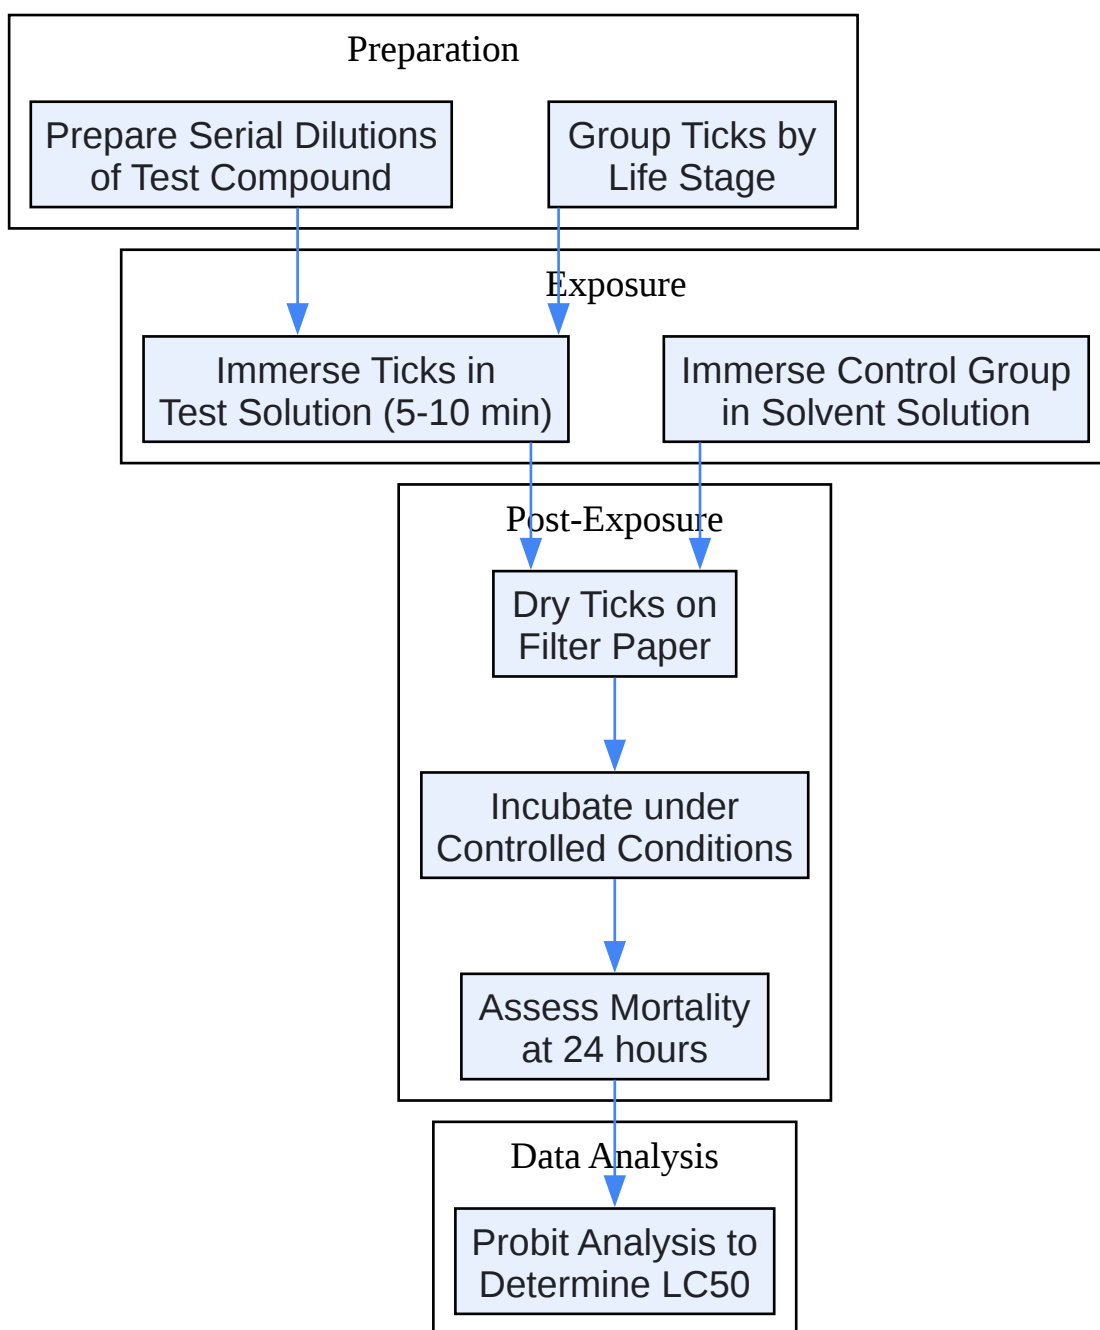 Preparation
Prepare Serial Dilutions
of Test Compound
Group Ticks by
Life Stage
Exposure
Immerse Ticks in
Test Solution (5-10 min)
Immerse Control Group
in Solvent Solution
Post-Exposure
Dry Ticks on
Filter Paper
Incubate under
Controlled Conditions
Assess Mortality
at 24 hours
Data Analysis
Probit Analysis to
Determine LC50